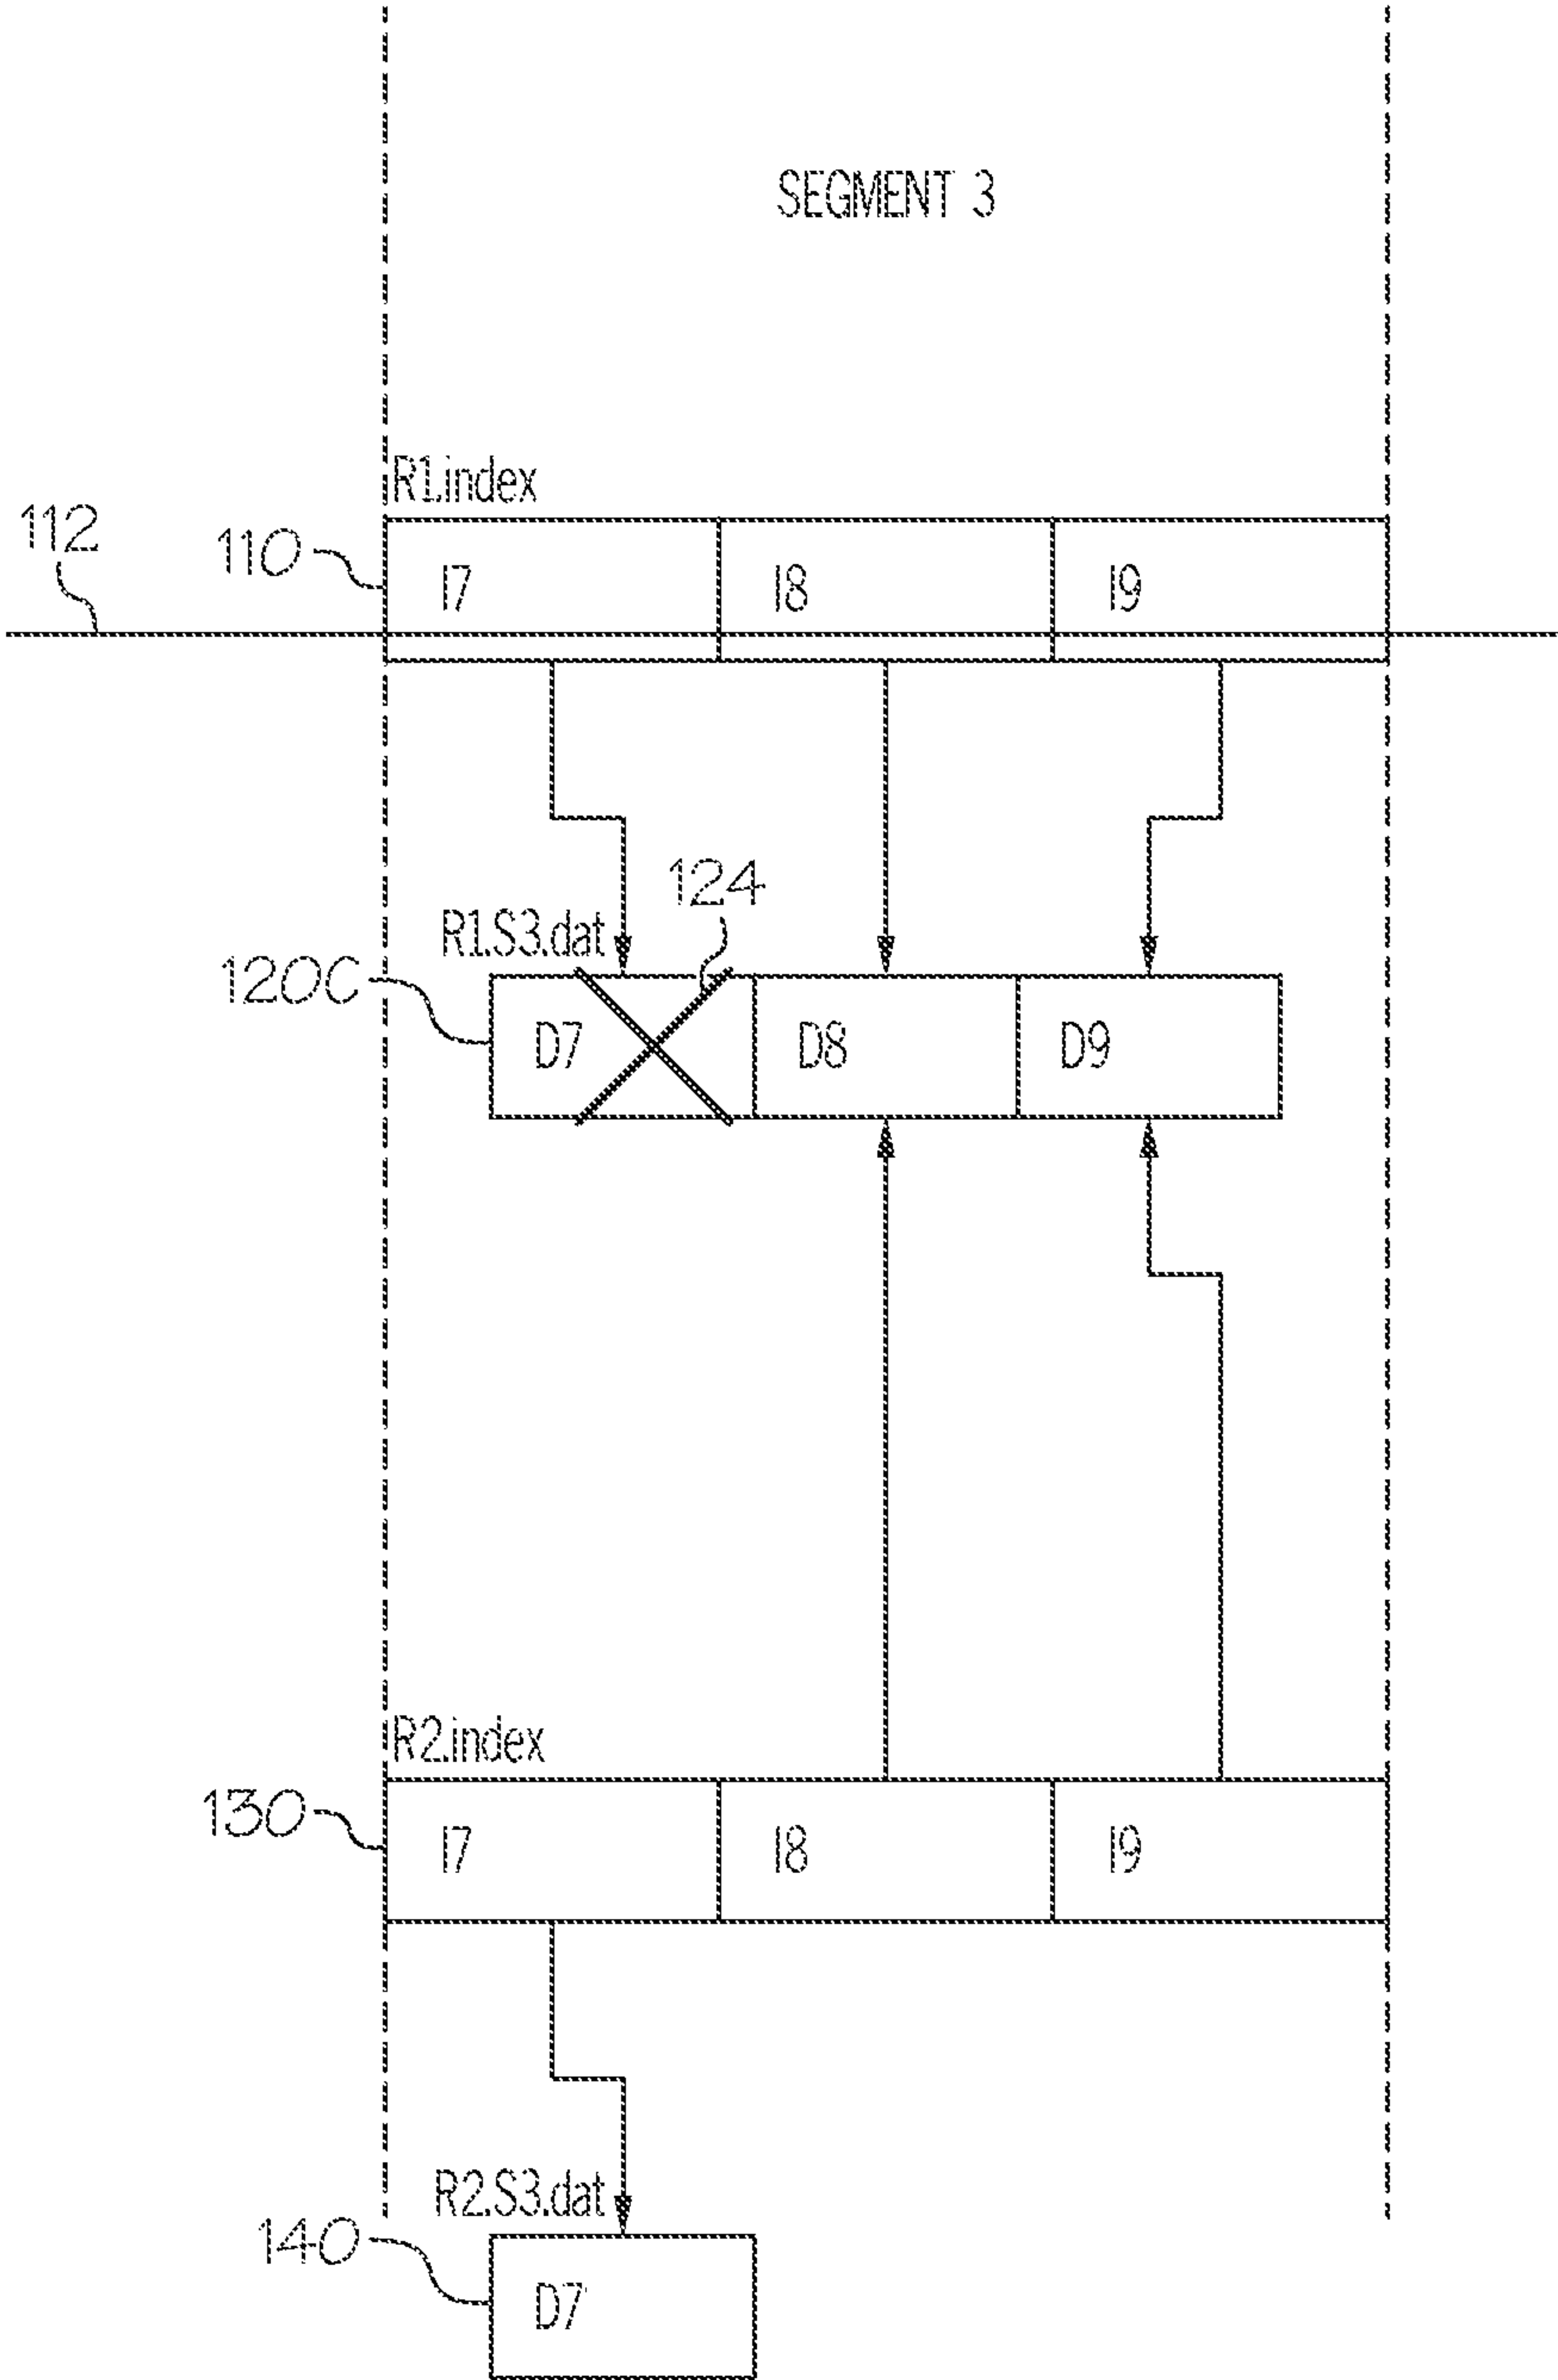 SEGMENT 3
R1.index
112
110
I7 I8 I9
124
R1.S3.dat
120C
D7 D8 D9
R2.index
130
I7 I8 I9
R2.S3.dat
140
D7'